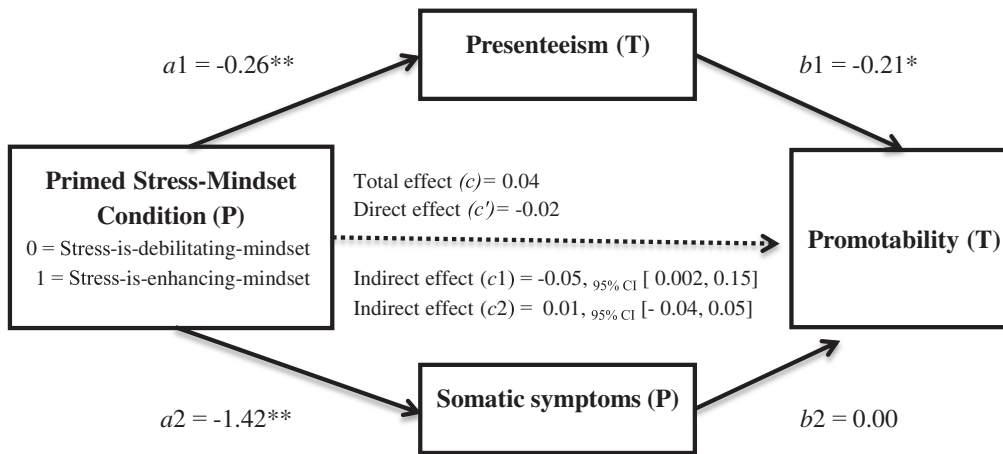 Presenteeism (T)
a1 = -0.26**
b1 = -0.21*
Primed Stress-Mindset
Condition (P)
0 = Stress-is-debilitating-mindset
1 = Stress-is-enhancing-mindset
Total effect (c)= 0.04
Direct effect (c')= -0.02
Indirect effect (c1) = -0.05, 95% CI [ 0.002, 0.15]
Indirect effect (c2) = 0.01, 95% CI [- 0.04, 0.05]
Promotability (T)
Somatic symptoms (P)
a2 = -1.42**
b2 = 0.00